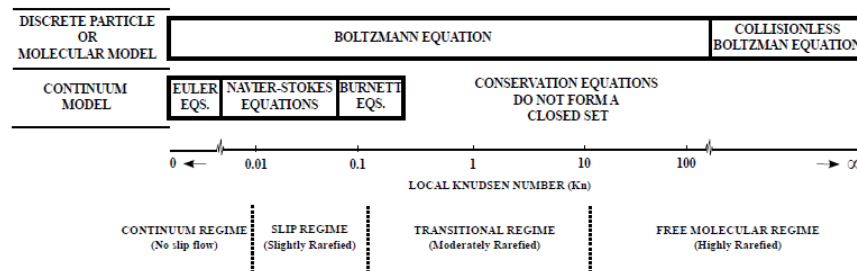 DISCRETE PARTICLE
OR
MOLECULAR MODEL
BOLTZMANN EQUATION
COLLISIONLESS
BOLTZMAN EQUATION
CONTINUUM
MODEL
EULER
EQS.
NAVIER-STOKES
EQUATIONS
BURNETT
EQS.
CONSERVATION EQUATIONS
DO NOT FORM A
CLOSED SET
0 ← 0.01 0.1 1 10 100 → ∞
LOCAL KNUDSEN NUMBER (Kn)
CONTINUUM REGIME
(No slip flow)
SLIP REGIME
(Slightly Rarefied)
TRANSITIONAL REGIME
(Moderately Rarefied)
FREE MOLECULAR REGIME
(Highly Rarefied)